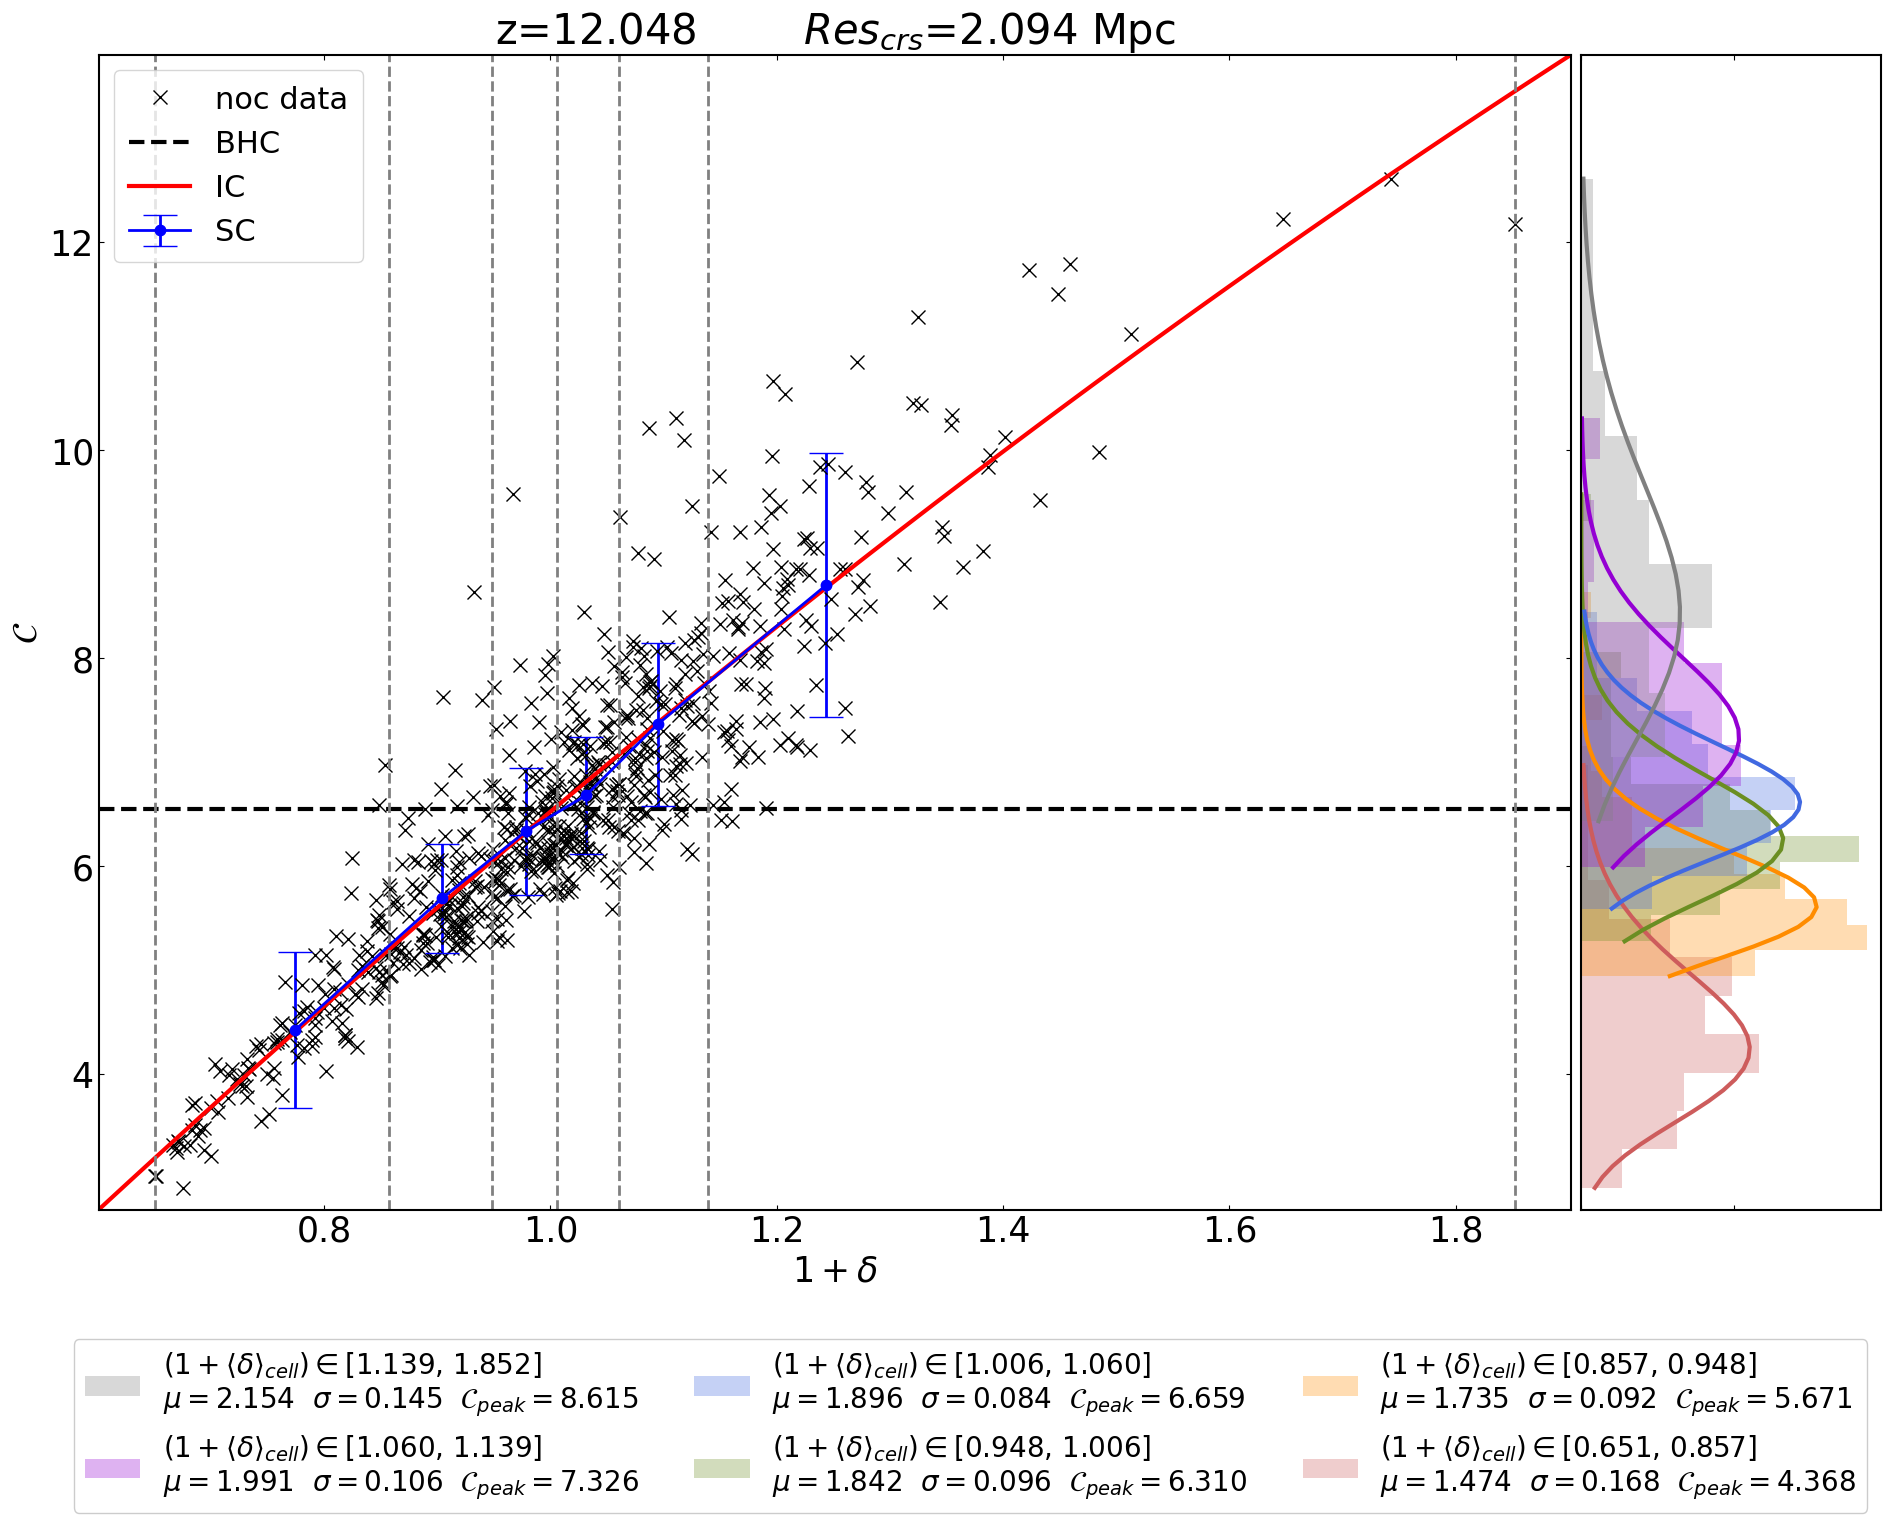 z=12.048 Res_crs=2.094 Mpc
noc data
BHC
IC
SC
12
10
8
6
4
𝒞
0.8 1.0 1.2 1.4 1.6 1.8
1 + δ
(1 + ⟨δ⟩_cell) ∈ [1.139, 1.852]
μ = 2.154 σ = 0.145 𝒞_peak = 8.615
(1 + ⟨δ⟩_cell) ∈ [1.060, 1.139]
μ = 1.991 σ = 0.106 𝒞_peak = 7.326
(1 + ⟨δ⟩_cell) ∈ [1.006, 1.060]
μ = 1.896 σ = 0.084 𝒞_peak = 6.659
(1 + ⟨δ⟩_cell) ∈ [0.948, 1.006]
μ = 1.842 σ = 0.096 𝒞_peak = 6.310
(1 + ⟨δ⟩_cell) ∈ [0.857, 0.948]
μ = 1.735 σ = 0.092 𝒞_peak = 5.671
(1 + ⟨δ⟩_cell) ∈ [0.651, 0.857]
μ = 1.474 σ = 0.168 𝒞_peak = 4.368